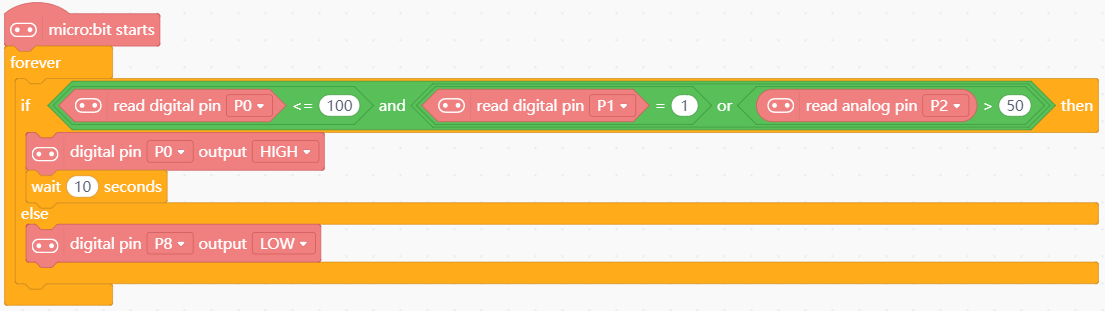 micro:bit starts
forever
if read digital pin P0 <= 100 and read digital pin P1 = 1 or read analog pin P2 > 50 then
digital pin P0 output HIGH
wait 10 seconds
else
digital pin P8 output LOW